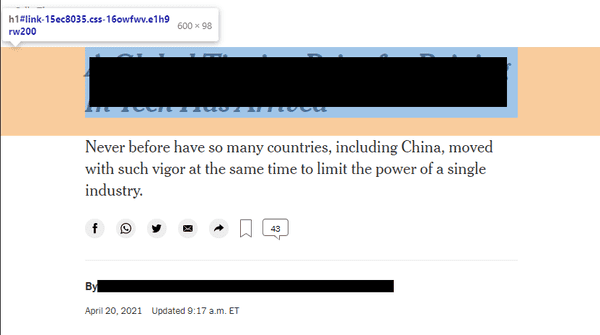 h1#link-15ec8035.css-16owfwv.e1h9
rw200
600 × 98
Never before have so many countries, including China, moved
with such vigor at the same time to limit the power of a single
industry.
43
By
April 20, 2021 Updated 9:17 a.m. ET